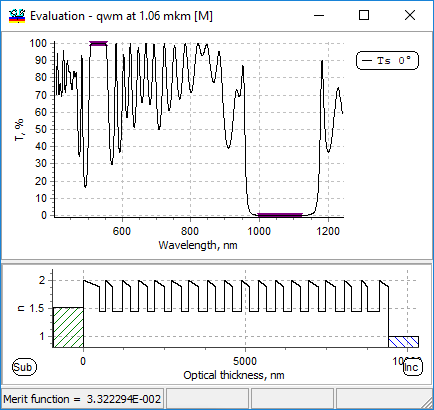 Evaluation - qwm at 1.06 mkm [M]
T, %
100
90
80
70
60
50
40
30
20
10
0
600
800
1000
1200
Wavelength, nm
Ts 0°
n
2
1.5
1
0
5000
Sub
Inc
Optical thickness, nm
Merit function = 3.322294E-002